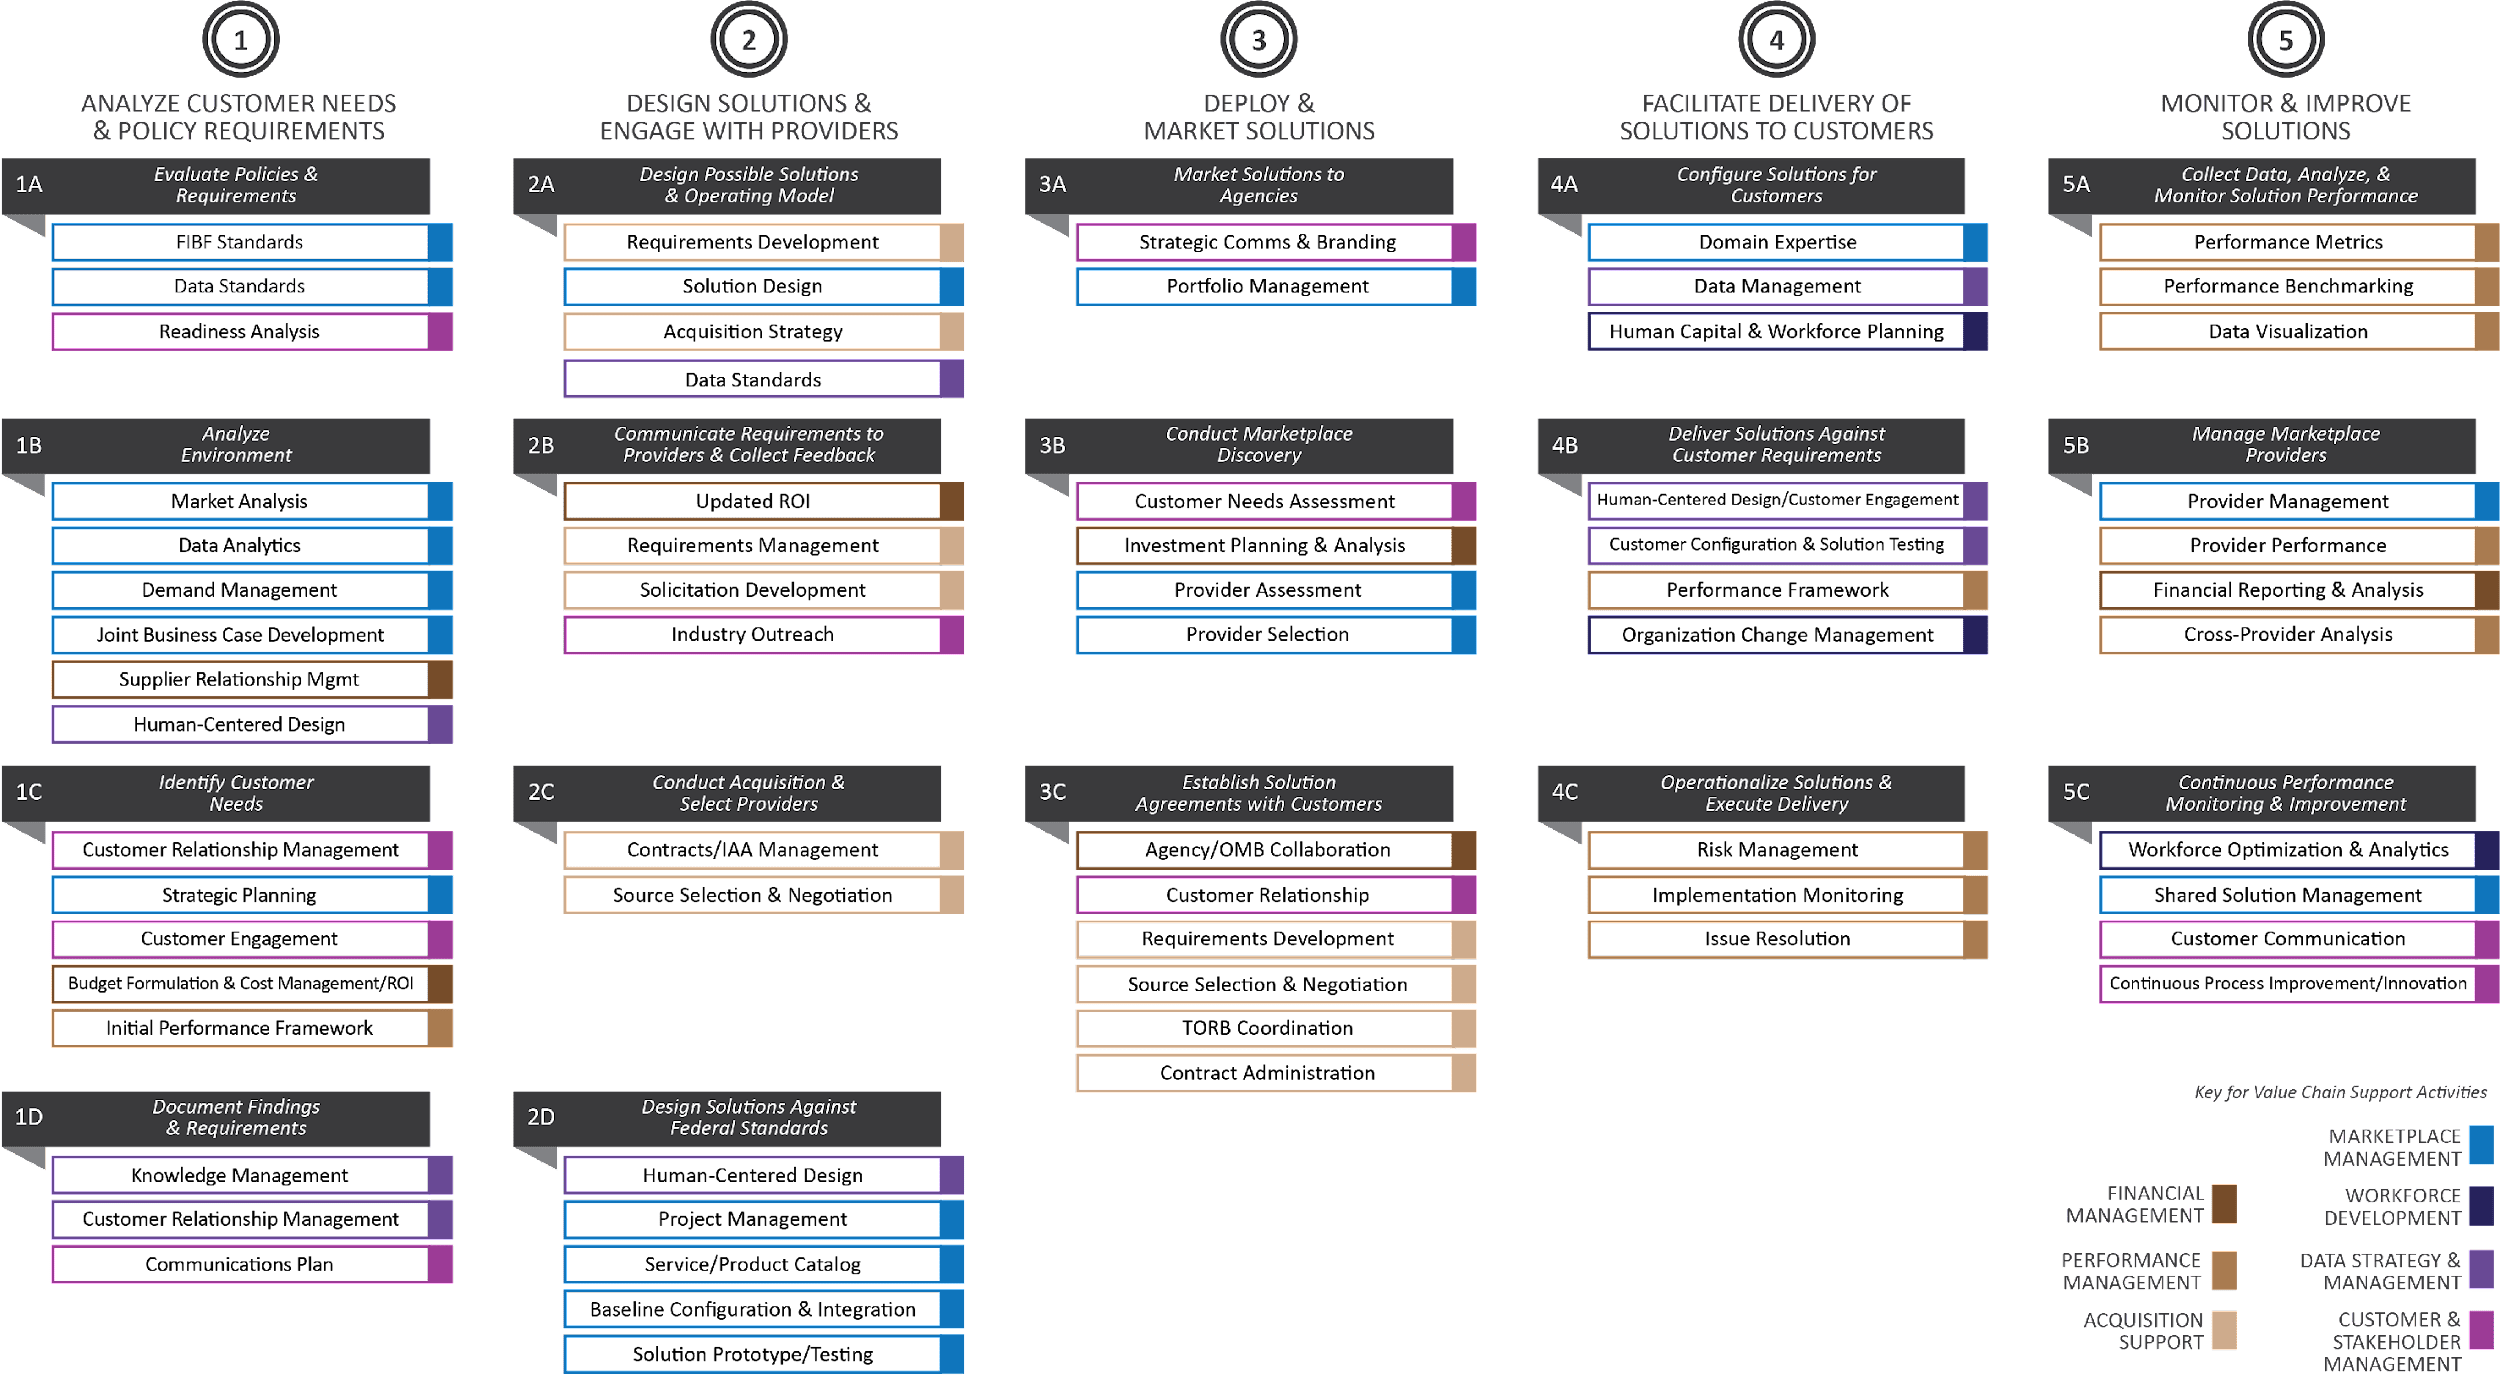 1
ANALYZE CUSTOMER NEEDS
& POLICY REQUIREMENTS
1A
Evaluate Policies &
Requirements
FIBF Standards
Data Standards
Readiness Analysis
1B
Analyze
Environment
Market Analysis
Data Analytics
Demand Management
Joint Business Case Development
Supplier Relationship Mgmt
Human-Centered Design
1C
Identify Customer
Needs
Customer Relationship Management
Strategic Planning
Customer Engagement
Budget Formulation & Cost Management/ROI
Initial Performance Framework
1D
Document Findings
& Requirements
Knowledge Management
Customer Relationship Management
Communications Plan
2
DESIGN SOLUTIONS &
ENGAGE WITH PROVIDERS
2A
Design Possible Solutions
& Operating Model
Requirements Development
Solution Design
Acquisition Strategy
Data Standards
2B
Communicate Requirements to
Providers & Collect Feedback
Updated ROI
Requirements Management
Solicitation Development
Industry Outreach
2C
Conduct Acquisition &
Select Providers
Contracts/IAA Management
Source Selection & Negotiation
2D
Design Solutions Against
Federal Standards
Human-Centered Design
Project Management
Service/Product Catalog
Baseline Configuration & Integration
Solution Prototype/Testing
3
DEPLOY &
MARKET SOLUTIONS
3A
Market Solutions to
Agencies
Strategic Comms & Branding
Portfolio Management
3B
Conduct Marketplace
Discovery
Customer Needs Assessment
Investment Planning & Analysis
Provider Assessment
Provider Selection
3C
Establish Solution
Agreements with Customers
Agency/OMB Collaboration
Customer Relationship
Requirements Development
Source Selection & Negotiation
TORB Coordination
Contract Administration
4
FACILITATE DELIVERY OF
SOLUTIONS TO CUSTOMERS
4A
Configure Solutions for
Customers
Domain Expertise
Data Management
Human Capital & Workforce Planning
4B
Deliver Solutions Against
Customer Requirements
Human-Centered Design/Customer Engagement
Customer Configuration & Solution Testing
Performance Framework
Organization Change Management
4C
Operationalize Solutions &
Execute Delivery
Risk Management
Implementation Monitoring
Issue Resolution
5
MONITOR & IMPROVE
SOLUTIONS
5A
Collect Data, Analyze, &
Monitor Solution Performance
Performance Metrics
Performance Benchmarking
Data Visualization
5B
Manage Marketplace
Providers
Provider Management
Provider Performance
Financial Reporting & Analysis
Cross-Provider Analysis
5C
Continuous Performance
Monitoring & Improvement
Workforce Optimization & Analytics
Shared Solution Management
Customer Communication
Continuous Process Improvement/Innovation
Key for Value Chain Support Activities
FINANCIAL
MANAGEMENT
PERFORMANCE
MANAGEMENT
ACQUISITION
SUPPORT
MARKETPLACE
MANAGEMENT
WORKFORCE
DEVELOPMENT
DATA STRATEGY &
MANAGEMENT
CUSTOMER &
STAKEHOLDER
MANAGEMENT